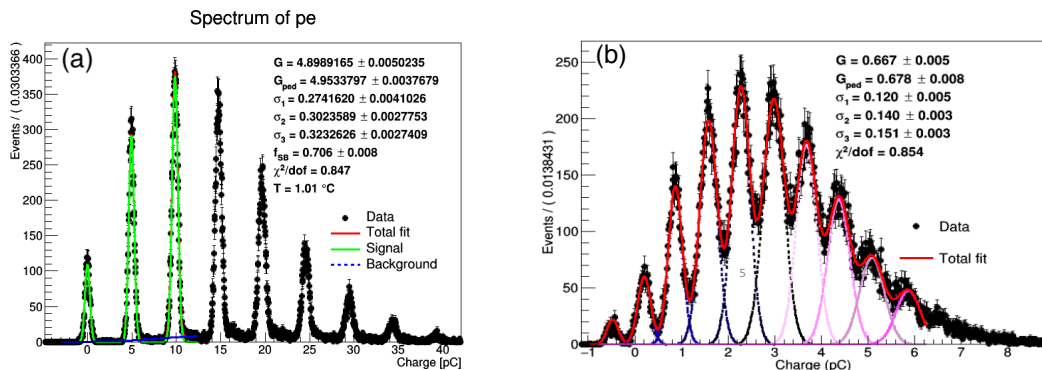 Spectrum of pe
(a)
G = 4.8989165 ± 0.0050235
G_ped = 4.9533797 ± 0.0037679
σ_1 = 0.2741620 ± 0.0041026
σ_2 = 0.3023589 ± 0.0027753
σ_3 = 0.3232626 ± 0.0027409
f_SB = 0.706 ± 0.008
χ²/dof = 0.847
T = 1.01 °C
Data
Total fit
Signal
Background
Events / ( 0.0303366 )
400
350
300
250
200
150
100
50
0
0 5 10 15 20 25 30 35 40
Charge [pC]
(b)
G = 0.667 ± 0.005
G_ped = 0.678 ± 0.008
σ_1 = 0.120 ± 0.005
σ_2 = 0.140 ± 0.003
σ_3 = 0.151 ± 0.003
χ²/dof = 0.854
Data
Total fit
5
Events / ( 0.0138431 )
250
200
150
100
50
0
−1 0 1 2 3 4 5 6 7 8
Charge (pC)